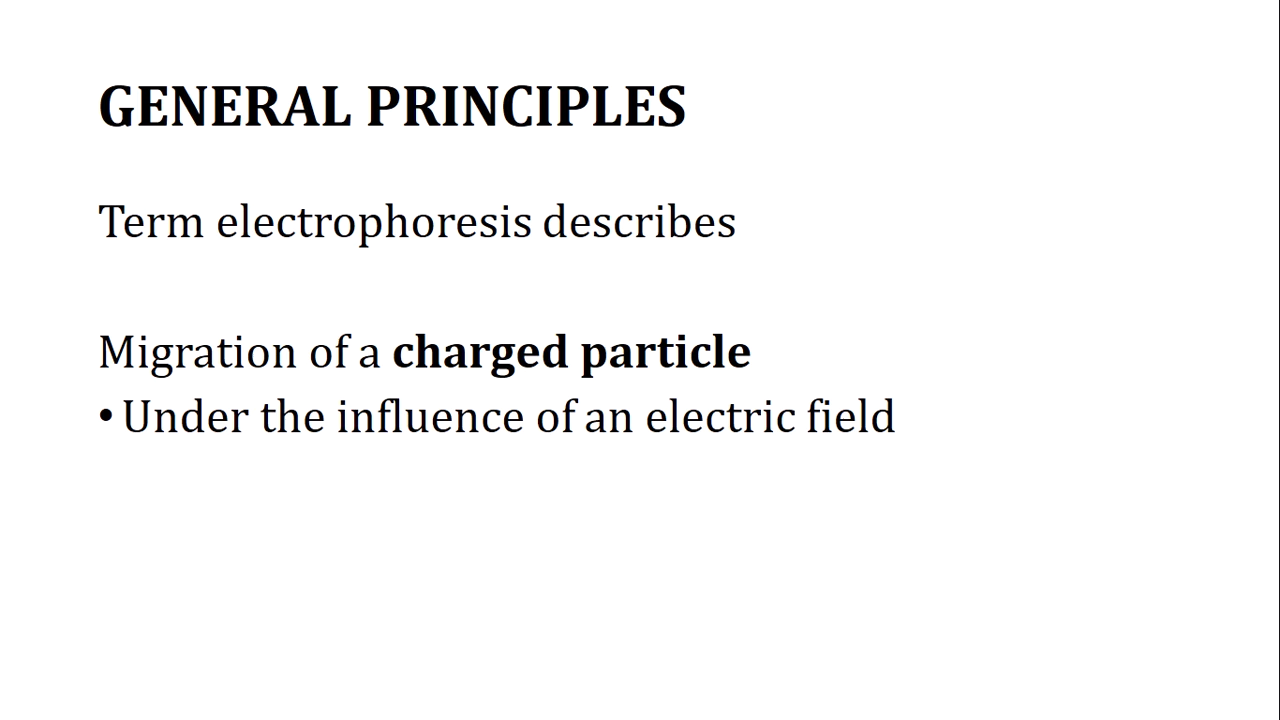 GENERAL PRINCIPLES
Term electrophoresis describes
Migration of a charged particle
• Under the influence of an electric field